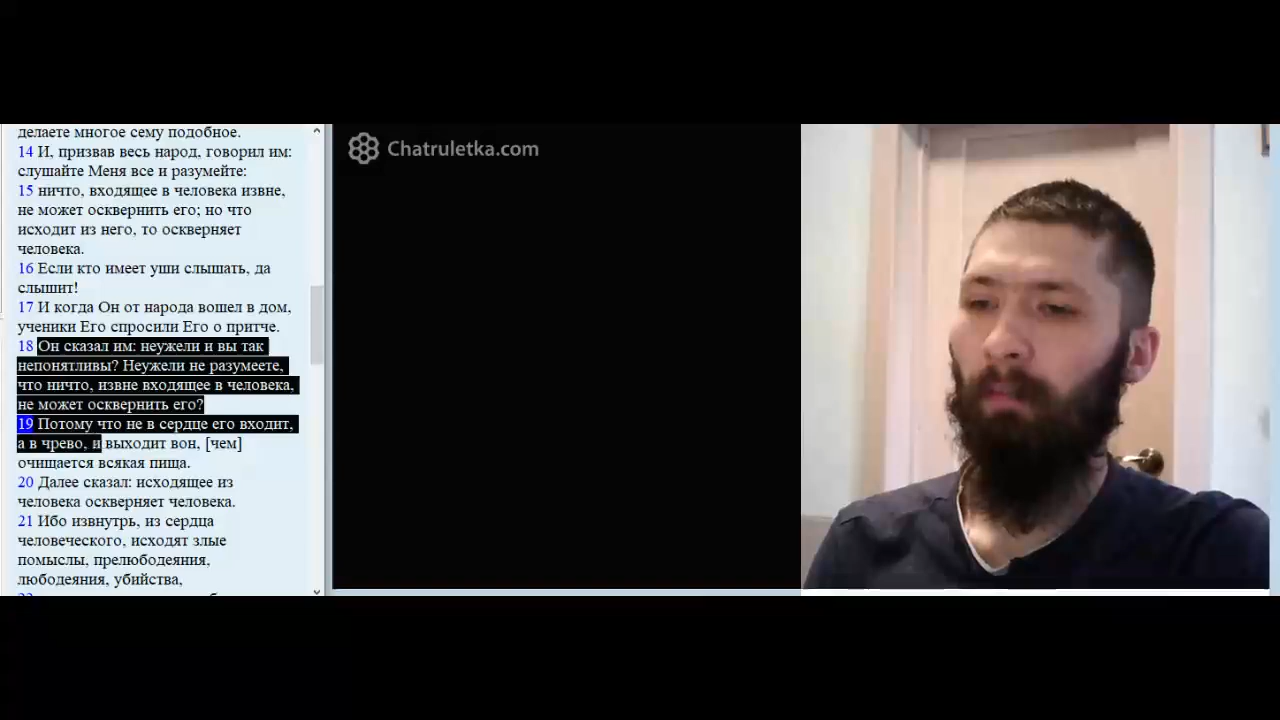 делаете многое сему подобное.
14 И, призвав весь народ, говорил им:
слушайте Меня все и разумейте:
15 ничто, входящее в человека извне,
не может осквернить его; но что
исходит из него, то оскверняет
человека.
16 Если кто имеет уши слышать, да
слышит!
17 И когда Он от народа вошел в дом,
ученики Его спросили Его о притче.
18 Он сказал им: неужели и вы так
непонятливы? Неужели не разумеете,
что ничто, извне входящее в человека,
не может осквернить его?
19 Потому что не в сердце его входит,
а в чрево, и выходит вон, [чем]
очищается всякая пища.
20 Далее сказал: исходящее из
человека оскверняет человека.
21 Ибо извнутрь, из сердца
человеческого, исходят злые
помыслы, прелюбодеяния,
любодеяния, убийства,
Chatruletka.com